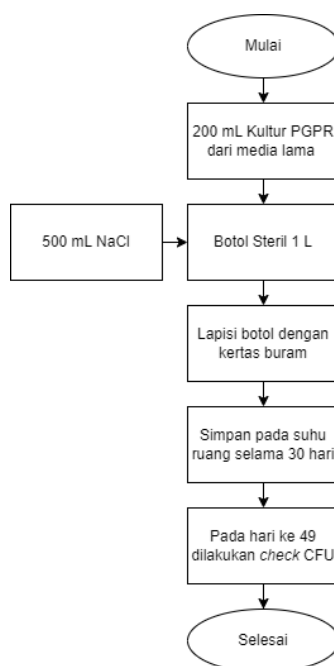 Mulai
200 mL Kultur PGPR
dari media lama
500 mL NaCl
Botol Steril 1 L
Lapisi botol dengan
kertas buram
Simpan pada suhu
ruang selama 30 hari
Pada hari ke 49
dilakukan check CFU
Selesai